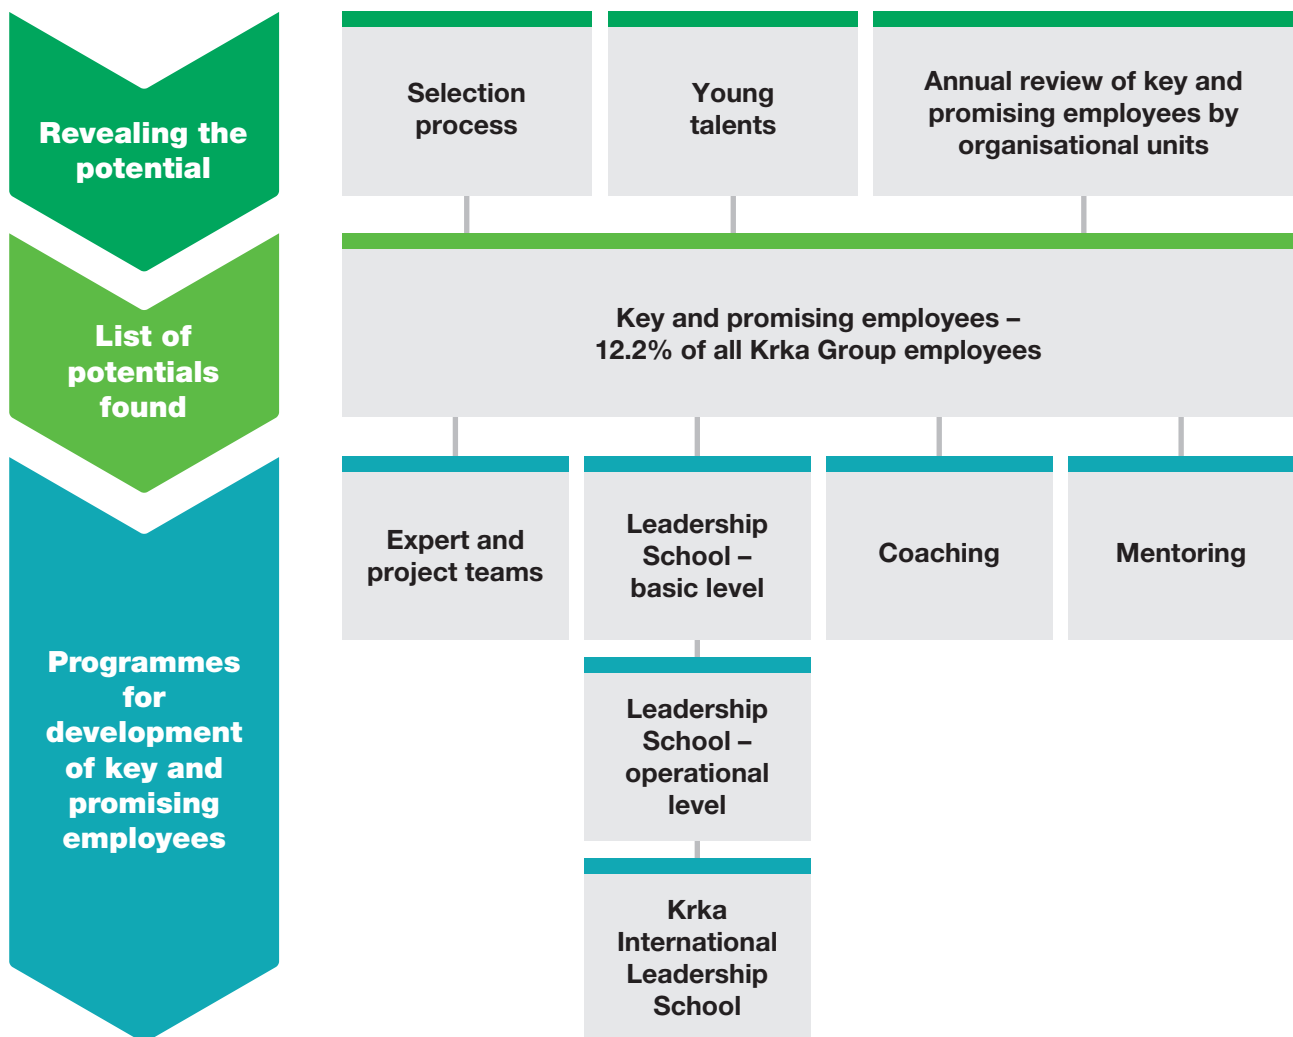 Revealing the
potential
Selection
process
Young
talents
Annual review of key and
promising employees by
organisational units
List of
potentials
found
Key and promising employees –
12.2% of all Krka Group employees
Programmes
for
development
of key and
promising
employees
Expert and
project teams
Leadership
School –
basic level
Coaching
Mentoring
Leadership
School –
operational
level
Krka
International
Leadership
School